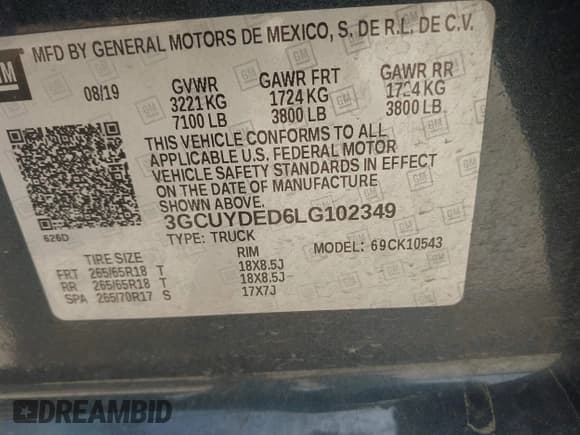 GM
MFD BY GENERAL MOTORS DE MEXICO, S. DE R.L. DE C.V.
08/19 GVWR GAWR FRT GAWR RR
3221 KG 1724 KG 1724 KG
7100 LB 3800 LB 3800 LB
THIS VEHICLE CONFORMS TO ALL
APPLICABLE U.S. FEDERAL MOTOR
VEHICLE SAFETY STANDARDS IN EFFECT
ON THE DATE OF MANUFACTURE
SHOWN ABOVE.
626D
3GCUYDED6LG102349
TYPE: TRUCK MODEL: 69CK10543
TIRE SIZE RIM
FRT 265/65R18 T 18X8.5J
RR 265/65R18 T 18X8.5J
SPA 265/70R17 S 17X7J
DREAMBID